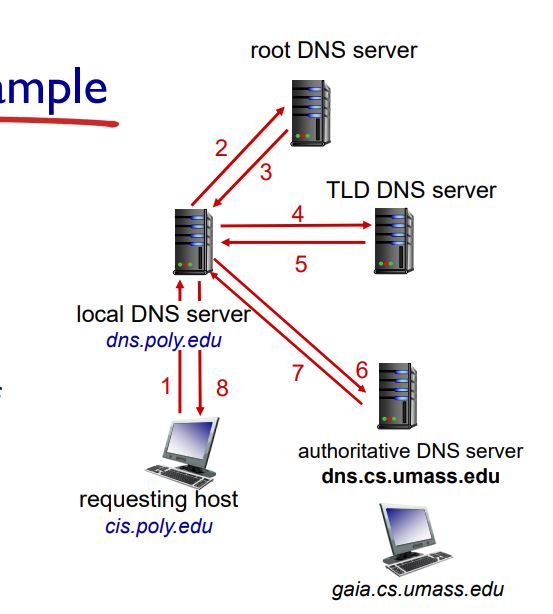 root DNS server
ample
2
3
TLD DNS server
4
5
local DNS server
dns.poly.edu
6
7
1
8
authoritative DNS server
dns.cs.umass.edu
requesting host
cis.poly.edu
gaia.cs.umass.edu